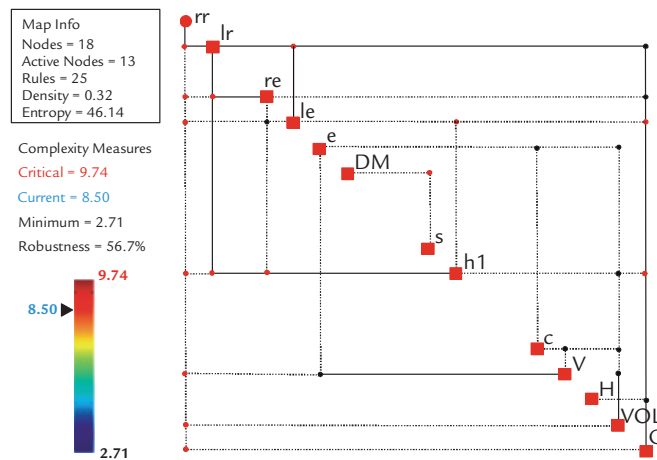 Map Info
Nodes = 18
Active Nodes = 13
Rules = 25
Density = 0.32
Entropy = 46.14
Complexity Measures
Critical = 9.74
Current = 8.50
Minimum = 2.71
Robustness = 56.7%
9.74
8.50
2.71
rr
lr
re
le
e
DM
s
h1
c
V
H
VOL